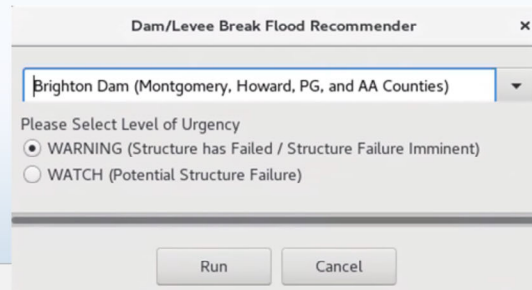 Dam/Levee Break Flood Recommender ×
Brighton Dam (Montgomery, Howard, PG, and AA Counties)
Please Select Level of Urgency
WARNING (Structure has Failed / Structure Failure Imminent)
WATCH (Potential Structure Failure)
Run Cancel